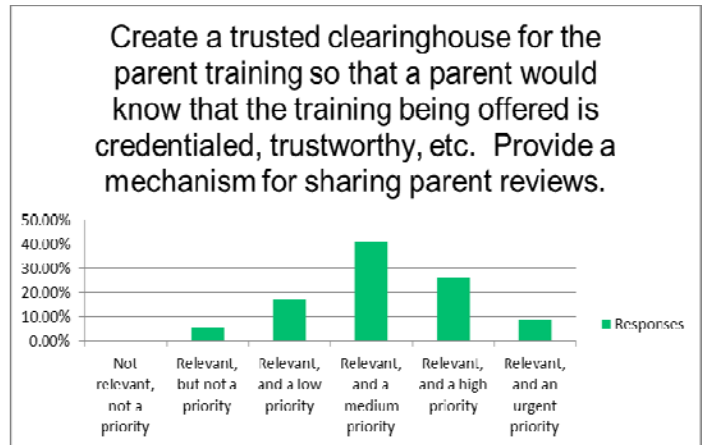 Create a trusted clearinghouse for the
parent training so that a parent would
know that the training being offered is
credentialed, trustworthy, etc.  Provide a
mechanism for sharing parent reviews.
50.00%
40.00%
30.00%
20.00%
10.00%
0.00%
Responses
Not
relevant,
not a
priority
Relevant,
but not a
priority
Relevant,
and a low
priority
Relevant,
and a
medium
priority
Relevant,
and a high
priority
Relevant,
and an
urgent
priority